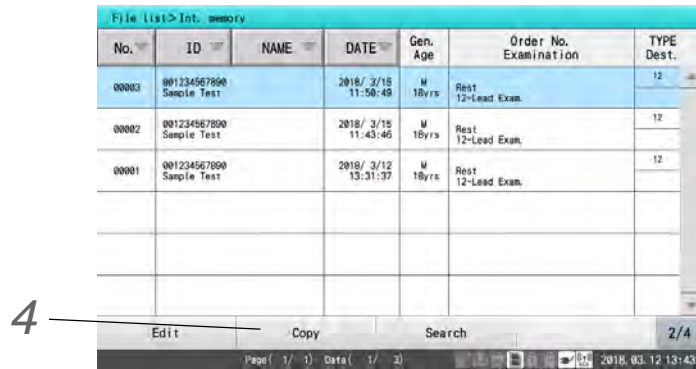 File list>Int. memory
No. ID NAME DATE Gen. Age Order No. Examination TYPE Dest.
00003 001234567890 Sample Test 2018/ 3/15 11:50:49 M 18yrs Rest 12-Lead Exam. 12
00002 001234567890 Sample Test 2018/ 3/15 11:43:46 M 18yrs Rest 12-Lead Exam. 12
00001 001234567890 Sample Test 2018/ 3/12 13:31:37 M 18yrs Rest 12-Lead Exam. 12
4
Edit Copy Search 2/4
Page( 1/ 1) Data( 1/ 3) 2018.03.12 13:43